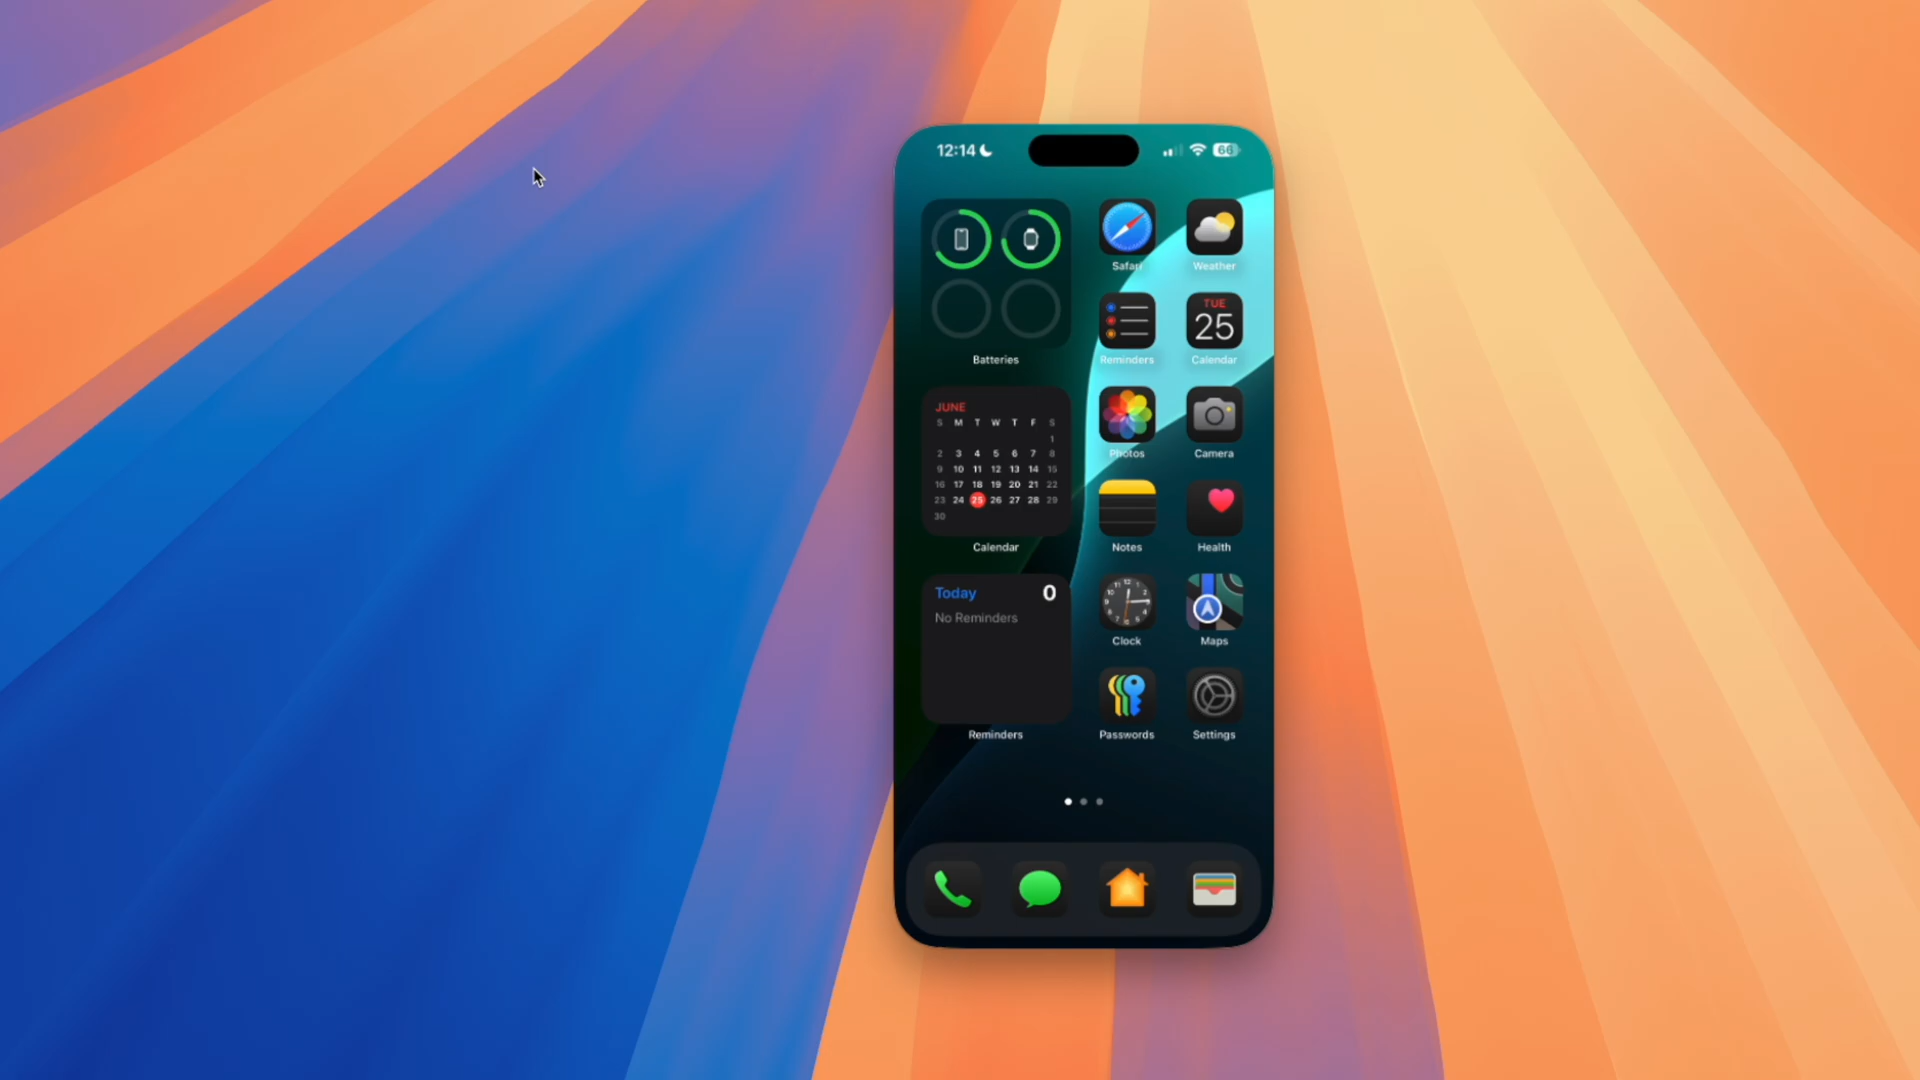 12:14
66
Batteries
Safari
Weather
Reminders
TUE
25
Calendar
JUNE
S M T W T F S
1
2 3 4 5 6 7 8
9 10 11 12 13 14 15
16 17 18 19 20 21 22
23 24 25 26 27 28 29
30
Calendar
Photos
Camera
Notes
Health
Today 0
No Reminders
Reminders
Clock
Maps
Passwords
Settings